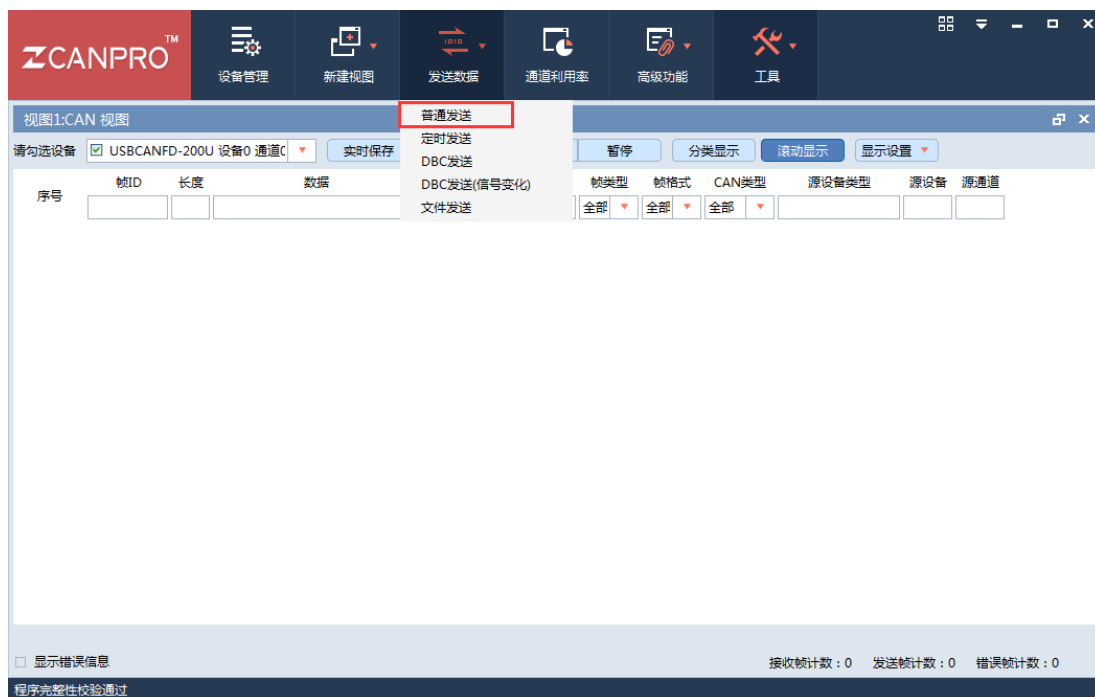 ZCANPRO™
设备管理
新建视图
发送数据
通道利用率
高级功能
工具
普通发送
定时发送
DBC发送
DBC发送(信号变化)
文件发送
视图1:CAN 视图
请勾选设备 USBCANFD-200U 设备0 通道 实时保存 暂停 分类显示 滚动显示 显示设置
序号 帧ID 长度 数据 帧类型 帧格式 CAN类型 源设备类型 源设备 源通道
全部 全部 全部
显示错误信息 接收帧计数：0 发送帧计数：0 错误帧计数：0
程序完整性校验通过